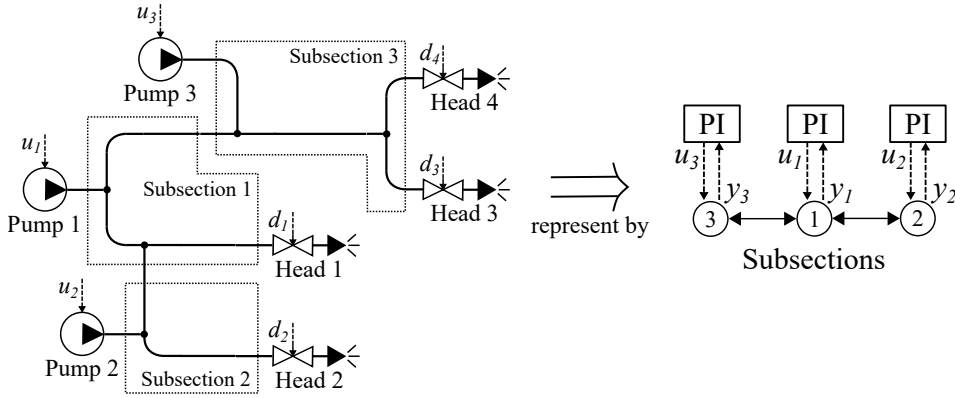 u3
Pump 3
Subsection 3
d4
Head 4
u1
Pump 1
Subsection 1
d3
Head 3
d1
Head 1
u2
Pump 2
Subsection 2
d2
Head 2
represent by
PI
PI
PI
u3
y3
u1
y1
u2
y2
3
1
2
Subsections